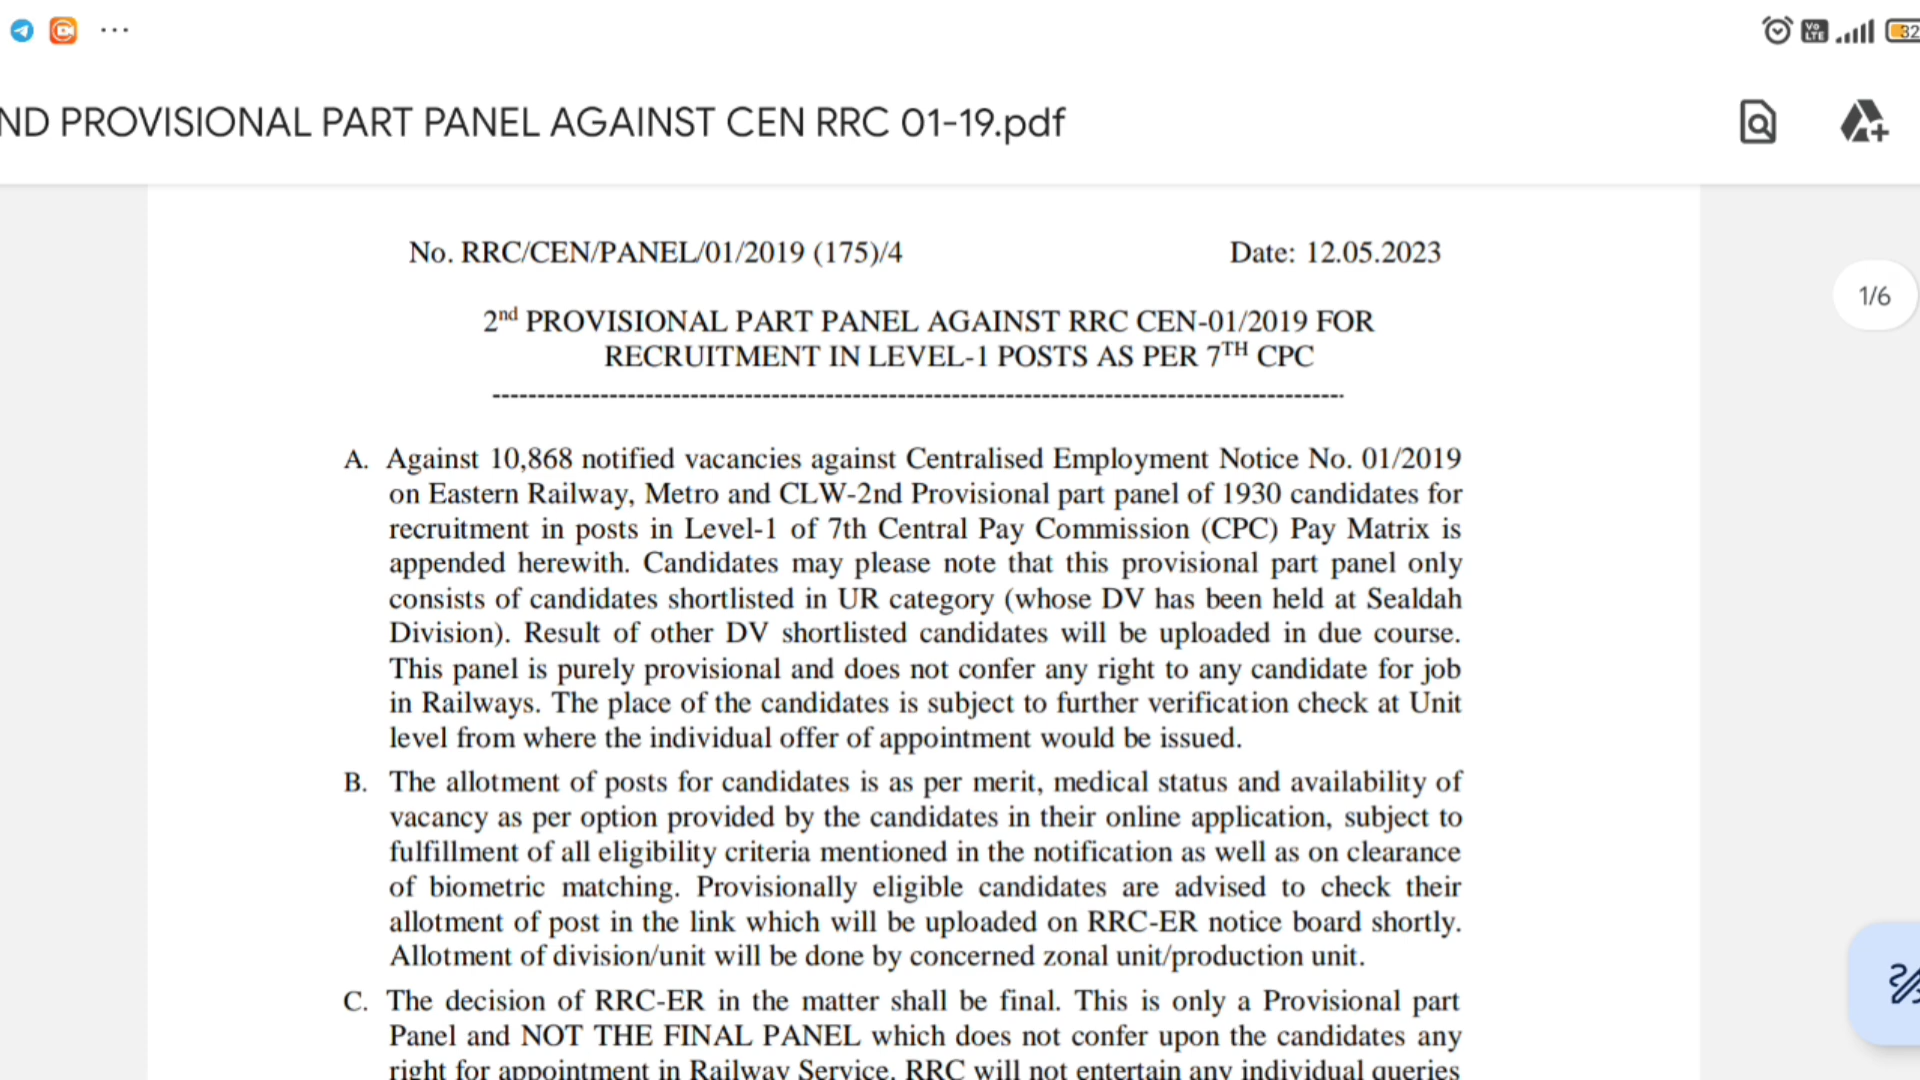 32
ND PROVISIONAL PART PANEL AGAINST CEN RRC 01-19.pdf
No. RRC/CEN/PANEL/01/2019 (175)/4 Date: 12.05.2023
1/6
2nd PROVISIONAL PART PANEL AGAINST RRC CEN-01/2019 FOR
RECRUITMENT IN LEVEL-1 POSTS AS PER 7TH CPC
A. Against 10,868 notified vacancies against Centralised Employment Notice No. 01/2019
on Eastern Railway, Metro and CLW-2nd Provisional part panel of 1930 candidates for
recruitment in posts in Level-1 of 7th Central Pay Commission (CPC) Pay Matrix is
appended herewith. Candidates may please note that this provisional part panel only
consists of candidates shortlisted in UR category (whose DV has been held at Sealdah
Division). Result of other DV shortlisted candidates will be uploaded in due course.
This panel is purely provisional and does not confer any right to any candidate for job
in Railways. The place of the candidates is subject to further verification check at Unit
level from where the individual offer of appointment would be issued.
B. The allotment of posts for candidates is as per merit, medical status and availability of
vacancy as per option provided by the candidates in their online application, subject to
fulfillment of all eligibility criteria mentioned in the notification as well as on clearance
of biometric matching. Provisionally eligible candidates are advised to check their
allotment of post in the link which will be uploaded on RRC-ER notice board shortly.
Allotment of division/unit will be done by concerned zonal unit/production unit.
C. The decision of RRC-ER in the matter shall be final. This is only a Provisional part
Panel and NOT THE FINAL PANEL which does not confer upon the candidates any
right for appointment in Railway Service. RRC will not entertain any individual queries